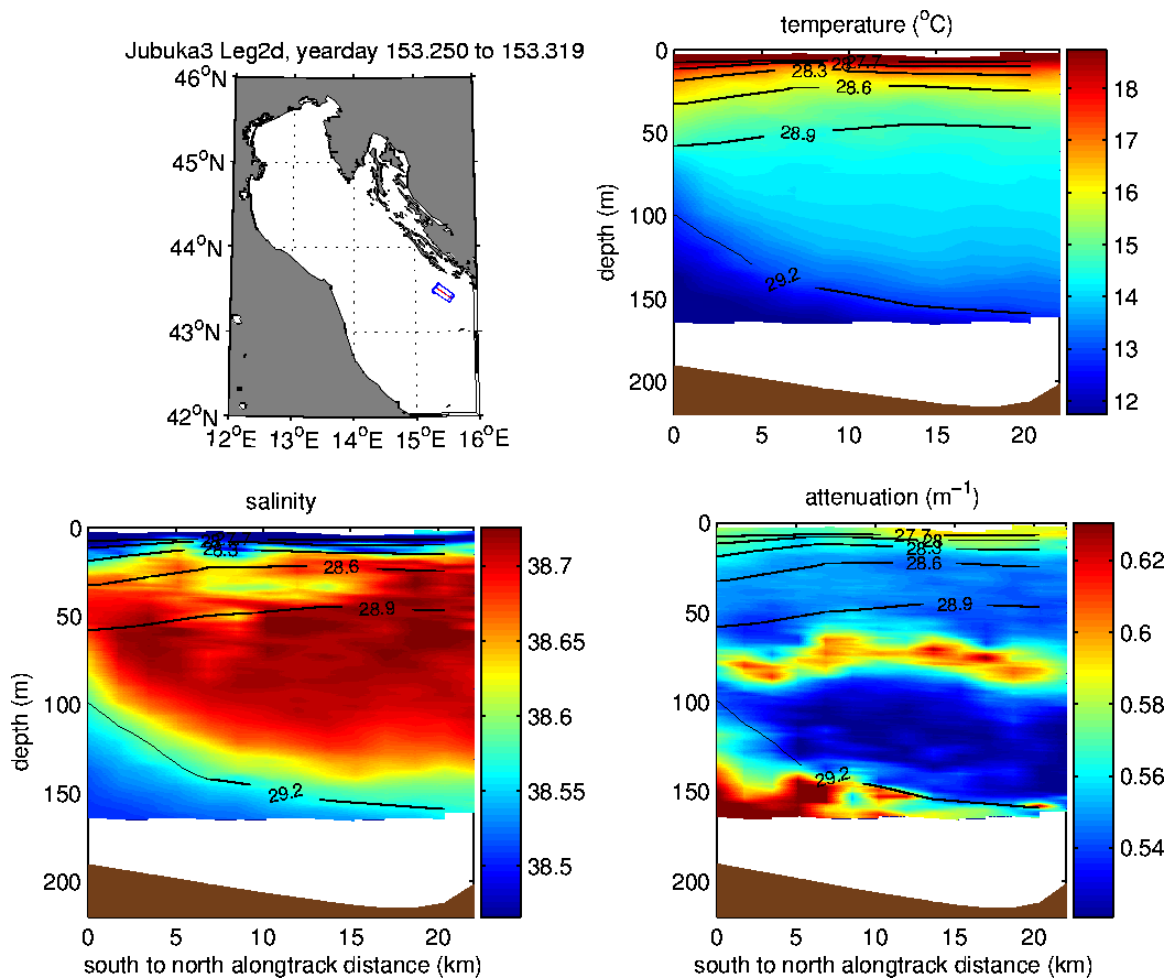 Jubuka3 Leg2d, yearday 153.250 to 153.319
46°N
45°N
44°N
43°N
42°N
12°E 13°E 14°E 15°E 16°E
temperature (°C)
0
50
100
150
200
depth (m)
27.7
28
28.3
28.6
28.9
29.2
0 5 10 15 20
18
17
16
15
14
13
12
salinity
0
50
100
150
200
depth (m)
27.7
28.3
28.6
28.9
29.2
0 5 10 15 20
south to north alongtrack distance (km)
38.7
38.65
38.6
38.55
38.5
attenuation (m⁻¹)
0
50
100
150
200
27.7
28
28.3
28.6
28.9
29.2
0 5 10 15 20
south to north alongtrack distance (km)
0.62
0.6
0.58
0.56
0.54